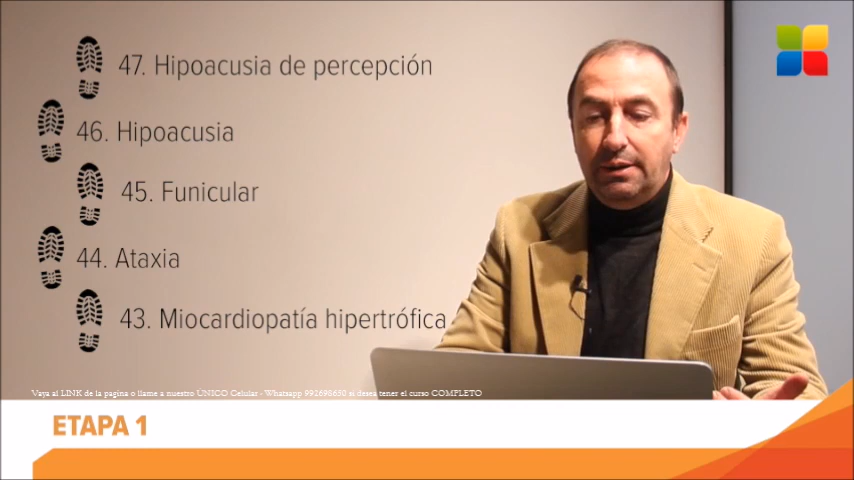 47. Hipoacusia de percepción
46. Hipoacusia
45. Funicular
44. Ataxia
43. Miocardiopatía hipertrófica
Vaya al LINK de la pagina o llame a nuestro ÚNICO Celular - Whatsapp 991698650 si desea tener el curso COMPLETO
ETAPA 1